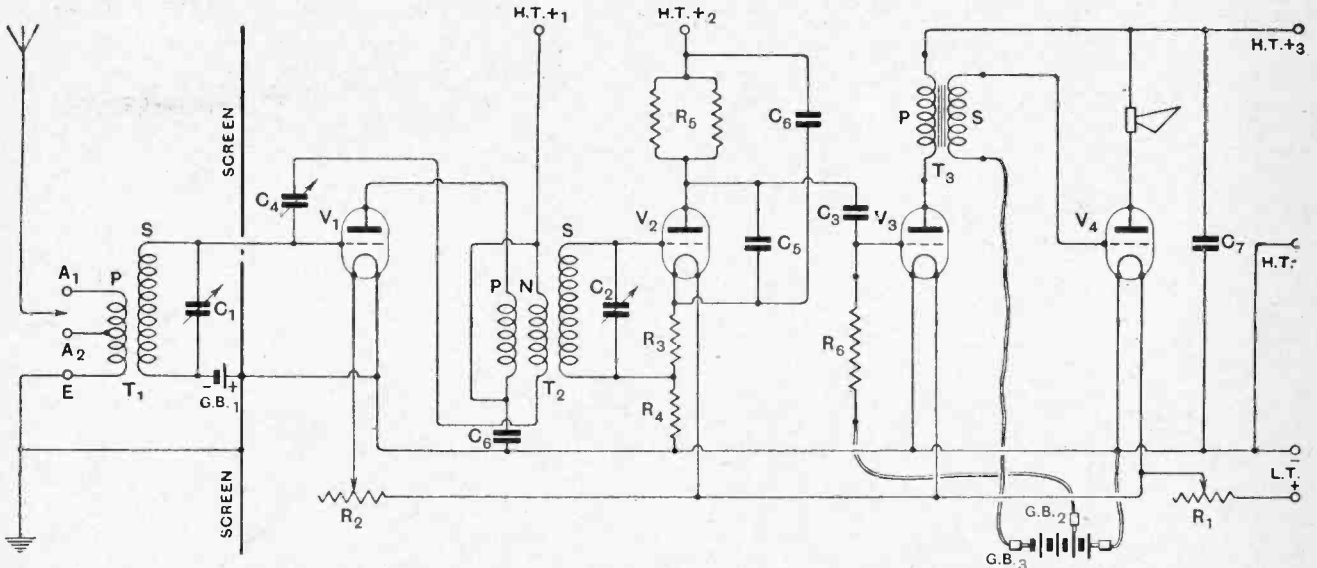 H.T.+1
H.T.+2
H.T.+3
SCREEN
C4
V1
S
P
A1
A2
E
T1
C1
- +
G.B.1
P
N
S
T2
C6
C2
R5
C6
V2
C5
C3
R3
R4
V3
R6
P
S
T3
V4
C7
H.T.-
L.T.
-
+
SCREEN
R2
R1
G.B.2
G.B.3